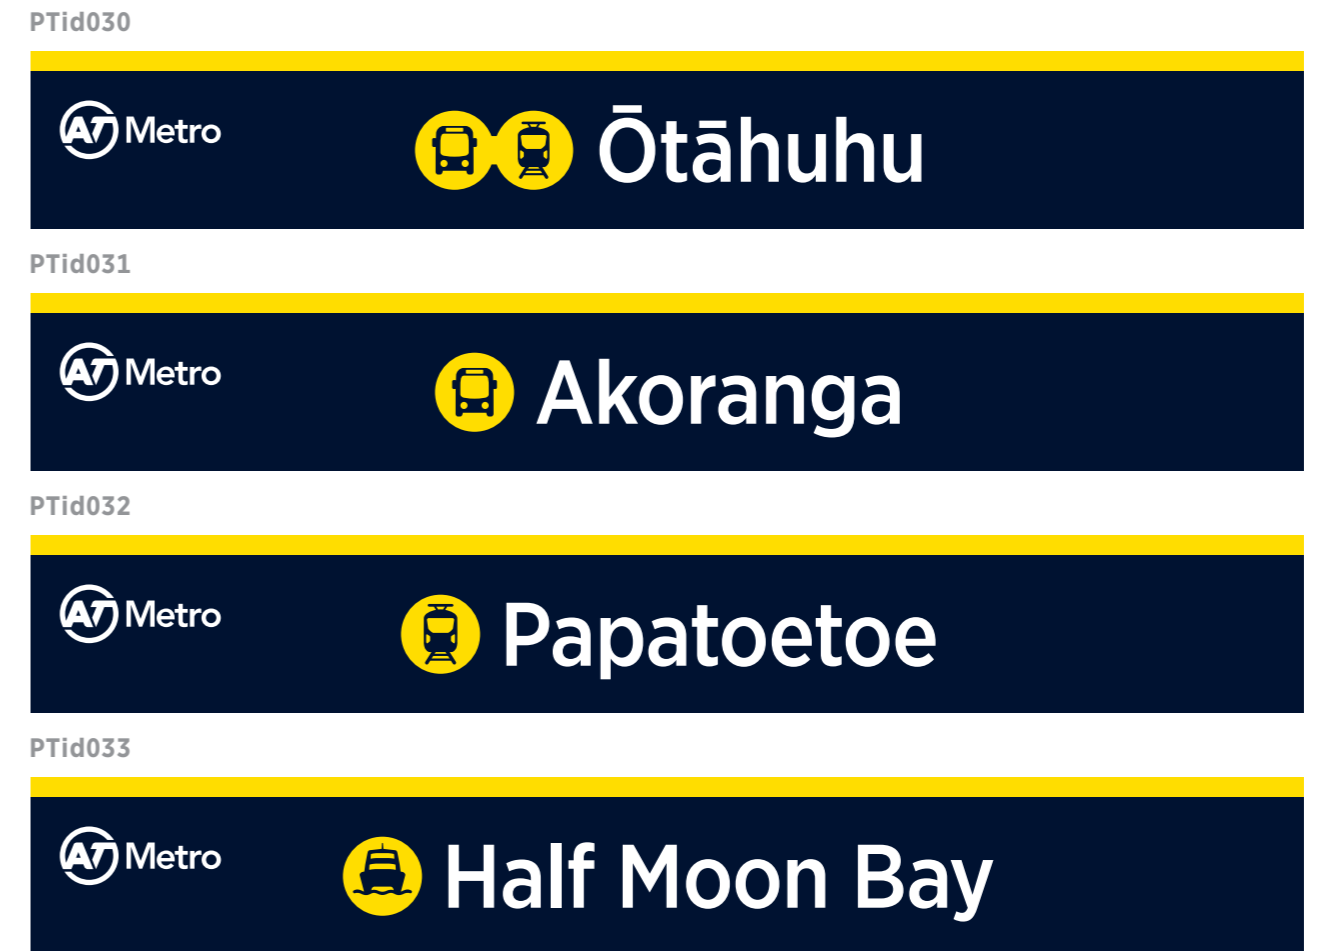 PTid030
AT Metro
Ōtāhuhu
PTid031
AT Metro
Akoranga
PTid032
AT Metro
Papatoetoe
PTid033
AT Metro
Half Moon Bay